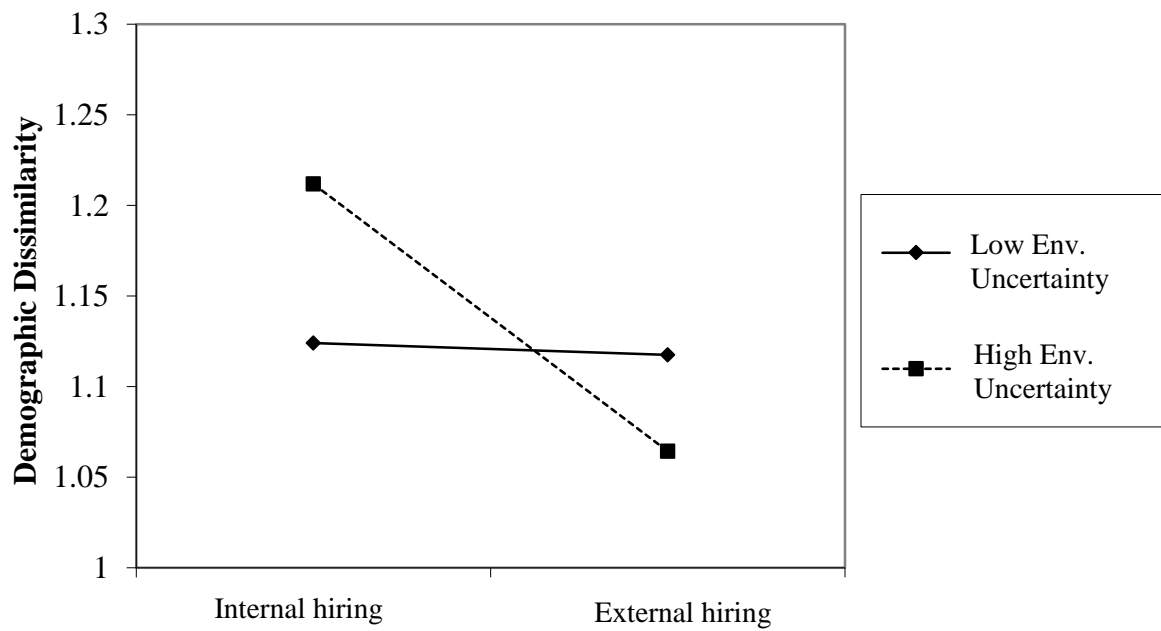 1.3
1.25
1.2
1.15
1.1
1.05
1
Demographic Dissimilarity
Internal hiring
External hiring
Low Env.
Uncertainty
High Env.
Uncertainty